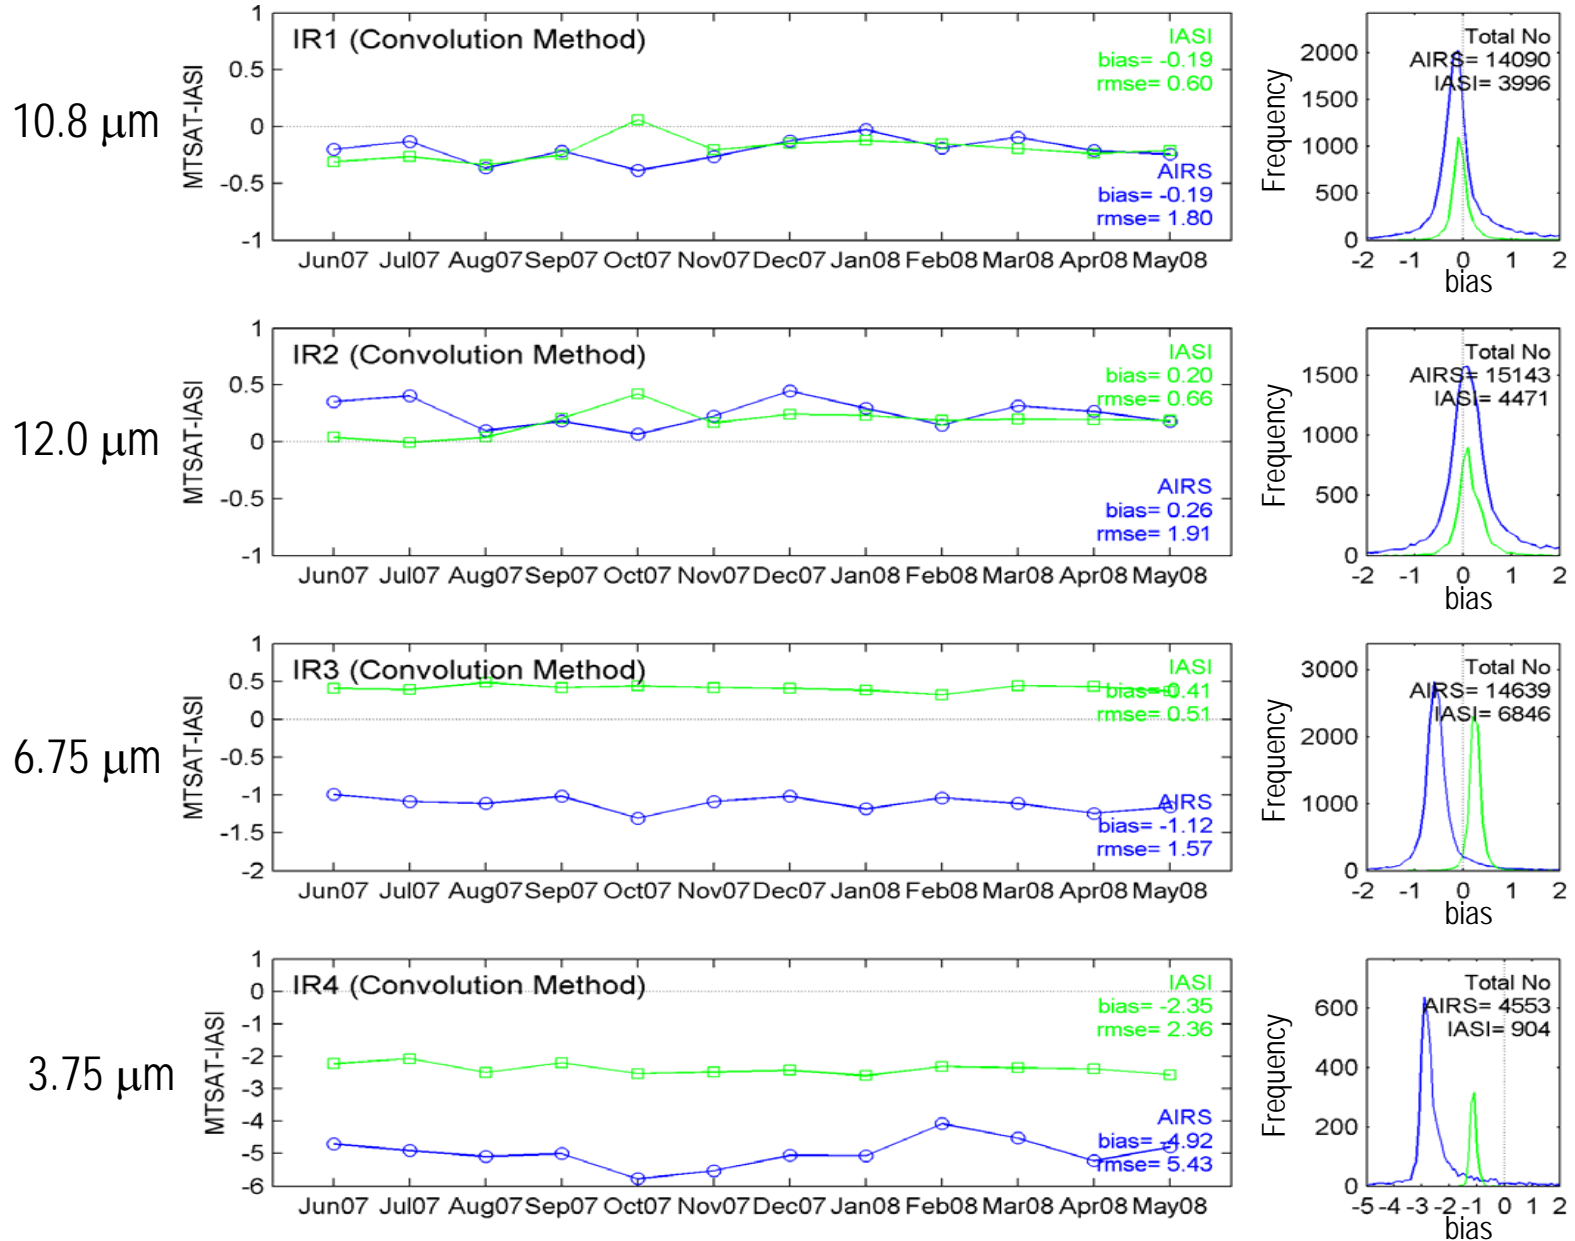 10.8 μm
MTSAT-IASI
1
0.5
0
-0.5
-1
IR1 (Convolution Method)
IASI
bias= -0.19
rmse= 0.60
AIRS
bias= -0.19
rmse= 1.80
Jun07 Jul07 Aug07 Sep07 Oct07 Nov07 Dec07 Jan08 Feb08 Mar08 Apr08 May08
Frequency
2000
1500
1000
500
0
Total No
AIRS= 14090
IASI= 3996
-2 -1 0 1 2
bias
12.0 μm
MTSAT-IASI
1
0.5
0
-0.5
-1
IR2 (Convolution Method)
IASI
bias= 0.20
rmse= 0.66
AIRS
bias= 0.26
rmse= 1.91
Jun07 Jul07 Aug07 Sep07 Oct07 Nov07 Dec07 Jan08 Feb08 Mar08 Apr08 May08
Frequency
1500
1000
500
0
Total No
AIRS= 15143
IASI= 4471
-2 -1 0 1 2
bias
6.75 μm
MTSAT-IASI
1
0.5
0
-0.5
-1
-1.5
-2
IR3 (Convolution Method)
IASI
bias= 0.41
rmse= 0.51
AIRS
bias= -1.12
rmse= 1.57
Jun07 Jul07 Aug07 Sep07 Oct07 Nov07 Dec07 Jan08 Feb08 Mar08 Apr08 May08
Frequency
3000
2000
1000
0
Total No
AIRS= 14639
IASI= 6846
-2 -1 0 1 2
bias
3.75 μm
MTSAT-IASI
1
0
-1
-2
-3
-4
-5
-6
IR4 (Convolution Method)
IASI
bias= -2.35
rmse= 2.36
AIRS
bias= -4.92
rmse= 5.43
Jun07 Jul07 Aug07 Sep07 Oct07 Nov07 Dec07 Jan08 Feb08 Mar08 Apr08 May08
Frequency
600
400
200
0
Total No
AIRS= 4553
IASI= 904
-5 -4 -3 -2 -1 0 1 2
bias